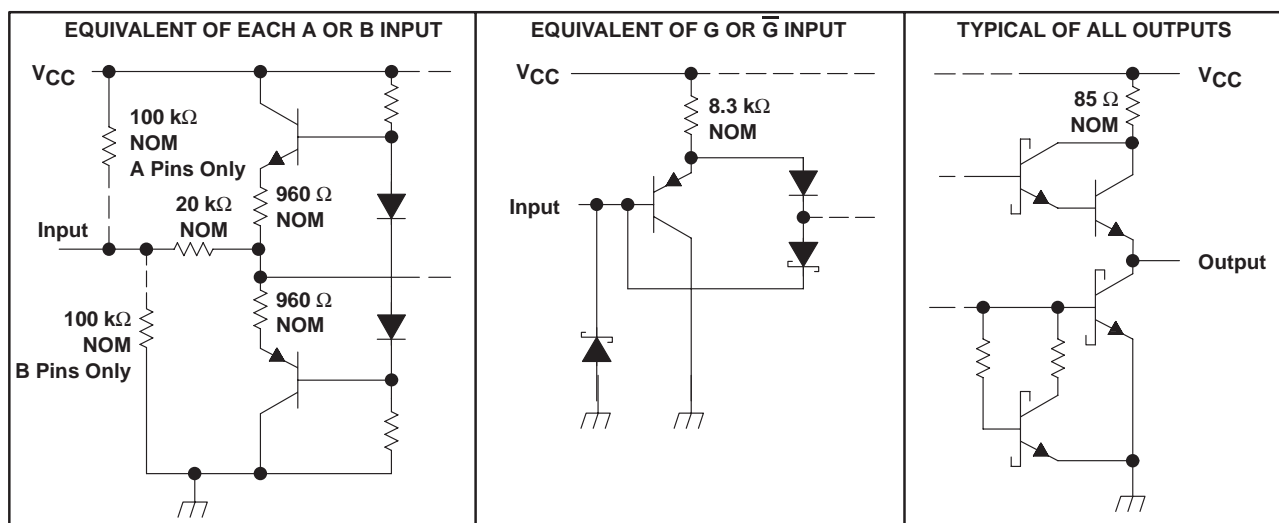 EQUIVALENT OF EACH A OR B INPUT
VCC
100 kΩ
NOM
A Pins Only
20 kΩ
NOM
960 Ω
NOM
Input
960 Ω
NOM
100 kΩ
NOM
B Pins Only
EQUIVALENT OF G OR G̅ INPUT
VCC
8.3 kΩ
NOM
Input
TYPICAL OF ALL OUTPUTS
VCC
85 Ω
NOM
Output